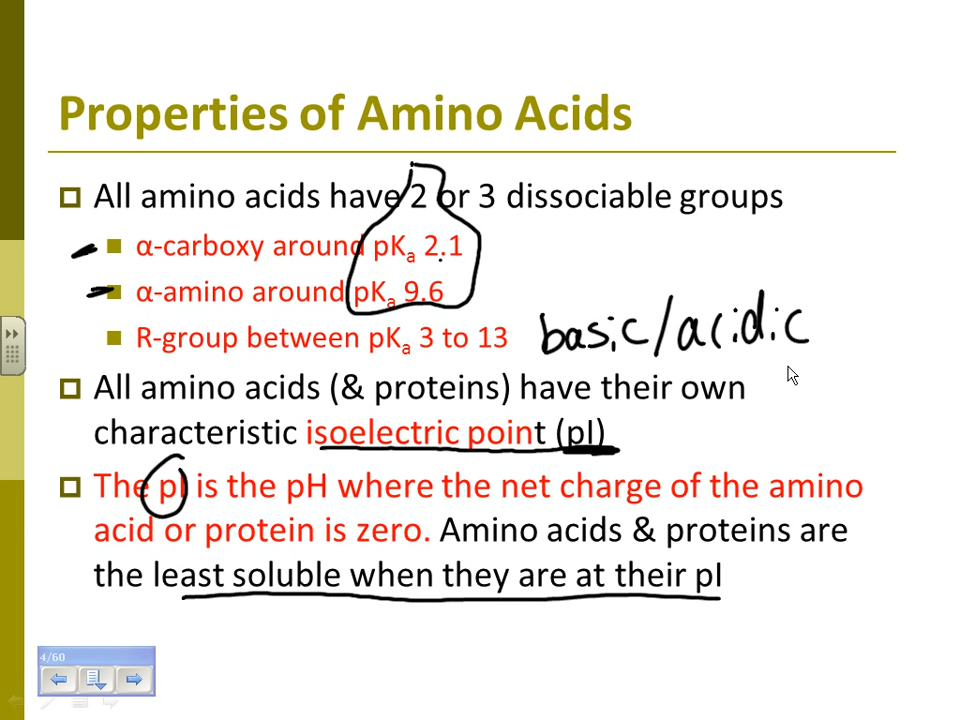 Properties of Amino Acids
All amino acids have 2 or 3 dissociable groups
α-carboxy around pKa 2.1
α-amino around pKa 9.6
R-group between pKa 3 to 13
basic/acidic
All amino acids (& proteins) have their own
characteristic isoelectric point (pI)
The pI is the pH where the net charge of the amino
acid or protein is zero. Amino acids & proteins are
the least soluble when they are at their pI
4/60